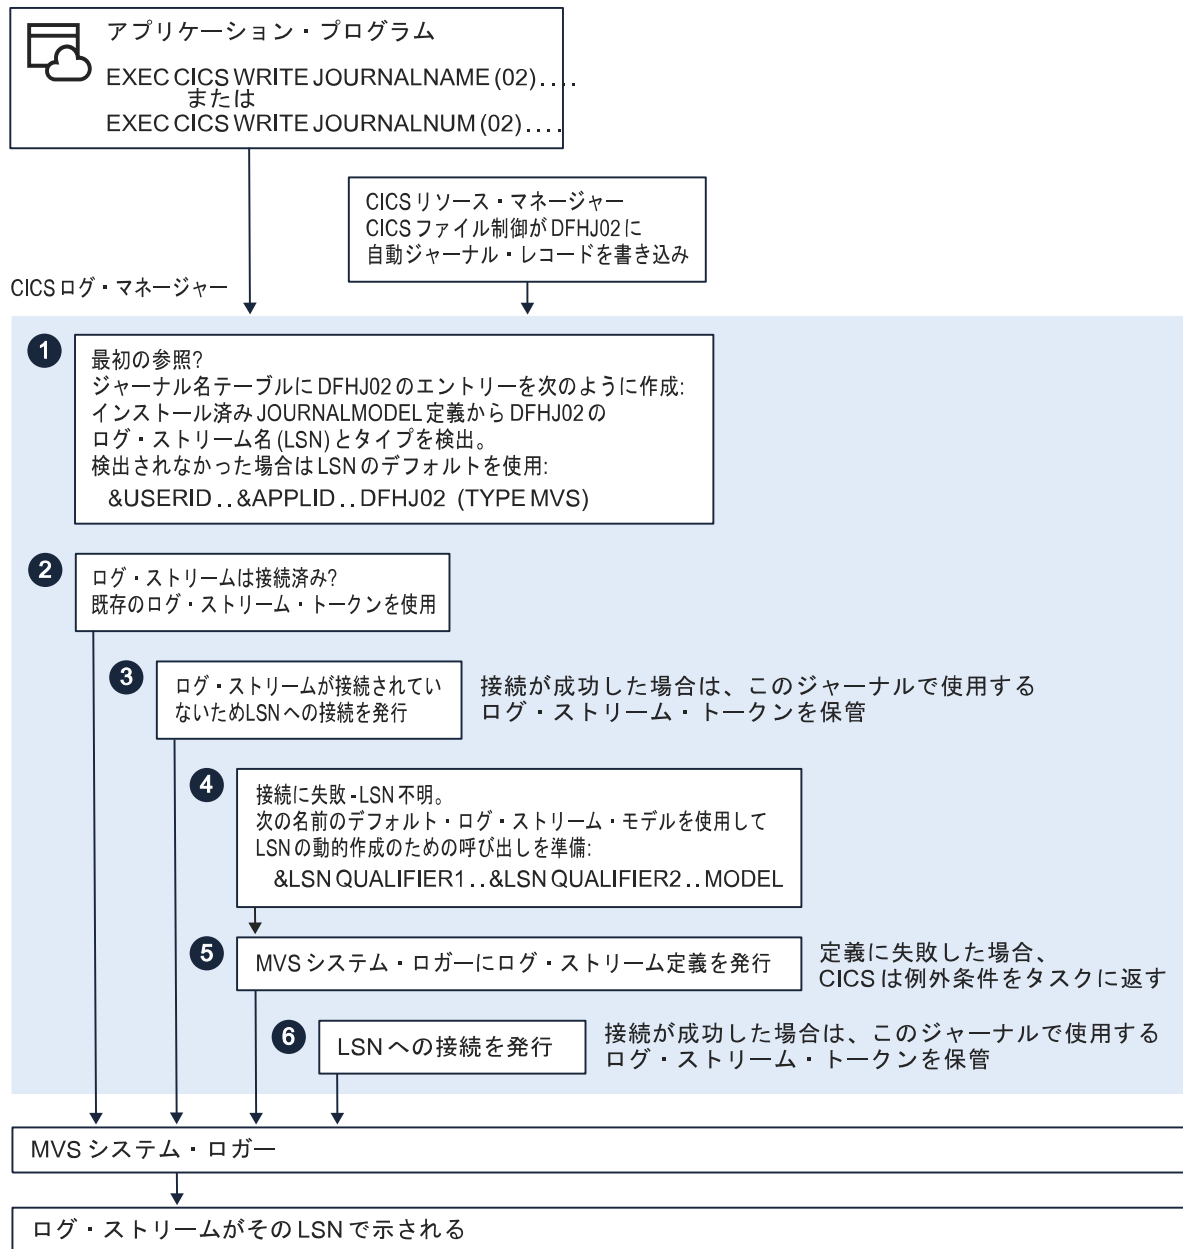 アプリケーション・プログラム
EXEC CICS WRITE JOURNALNAME (02)....
または
EXEC CICS WRITE JOURNALNUM (02)....
CICS リソース・マネージャー
CICS ファイル制御が DFHJ02 に
自動ジャーナル・レコードを書き込み
CICS ログ・マネージャー
1
最初の参照?
ジャーナル名テーブルに DFHJ02 のエントリーを次のように作成:
インストール済み JOURNALMODEL 定義から DFHJ02 の
ログ・ストリーム名 (LSN) とタイプを検出。
検出されなかった場合は LSN のデフォルトを使用:
&USERID..&APPLID..DFHJ02 (TYPE MVS)
2
ログ・ストリームは接続済み?
既存のログ・ストリーム・トークンを使用
3
ログ・ストリームが接続されてい
ないためLSN への接続を発行
接続が成功した場合は、このジャーナルで使用する
ログ・ストリーム・トークンを保管
4
接続に失敗 - LSN 不明。
次の名前のデフォルト・ログ・ストリーム・モデルを使用して
LSN の動的作成のための呼び出しを準備:
&LSN QUALIFIER1..&LSN QUALIFIER2..MODEL
5
MVS システム・ロガーにログ・ストリーム定義を発行
定義に失敗した場合、
CICS は例外条件をタスクに返す
6
LSN への接続を発行
接続が成功した場合は、このジャーナルで使用する
ログ・ストリーム・トークンを保管
MVS システム・ロガー
ログ・ストリームがその LSN で示される